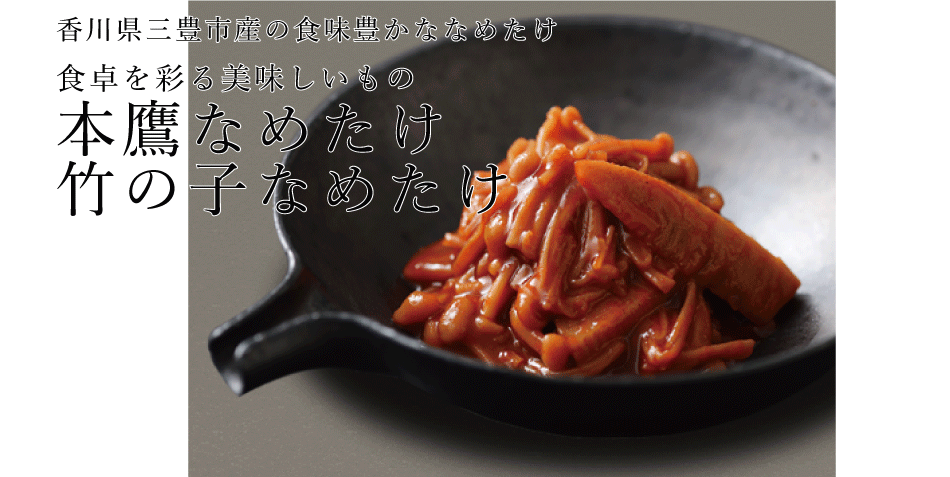 香川県三豊市産の食味豊かななめたけ
食卓を彩る美味しいもの
本鷹なめたけ
竹の子なめたけ